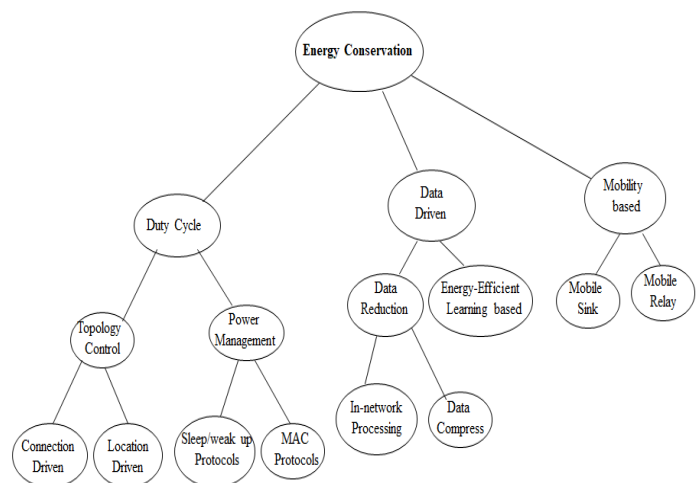 Energy Conservation
Duty Cycle
Data
Driven
Mobility
based
Topology
Control
Power
Management
Data
Reduction
Energy-Efficient
Learning based
Mobile
Sink
Mobile
Relay
Connection
Driven
Location
Driven
Sleep/weak up
Protocols
MAC
Protocols
In-network
Processing
Data
Compress